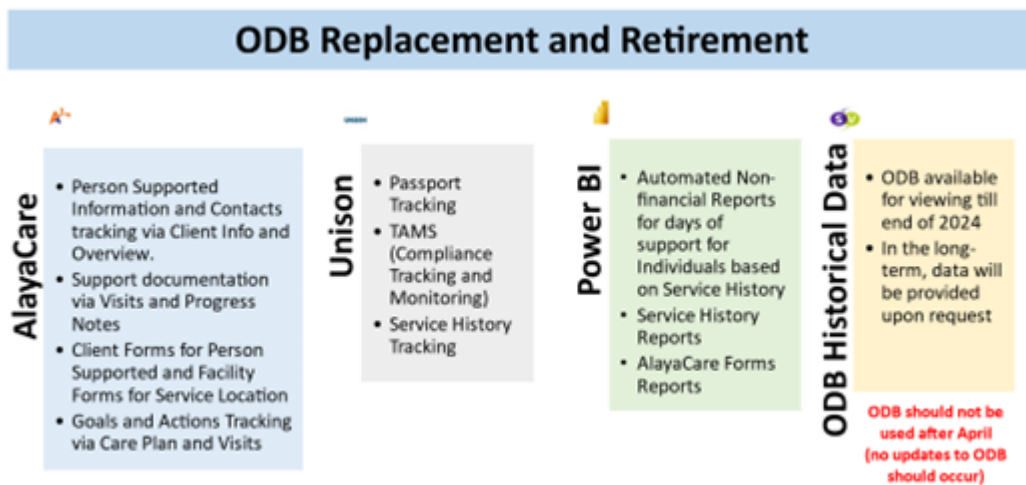 ODB Replacement and Retirement
AlayaCare
• Person Supported
Information and Contacts
tracking via Client Info and
Overview.
• Support documentation
via Visits and Progress
Notes
• Client Forms for Person
Supported and Facility
Forms for Service Location
• Goals and Actions Tracking
via Care Plan and Visits
UNISON
Unison
• Passport
Tracking
• TAMS
(Compliance
Tracking and
Monitoring)
• Service History
Tracking
Power BI
• Automated Non-
financial Reports
for days of
support for
Individuals based
on Service History
• Service History
Reports
• AlayaCare Forms
Reports
SV
ODB Historical Data
• ODB available
for viewing till
end of 2024
• In the long-
term, data will
be provided
upon request
ODB should not be
used after April
(no updates to ODB
should occur)